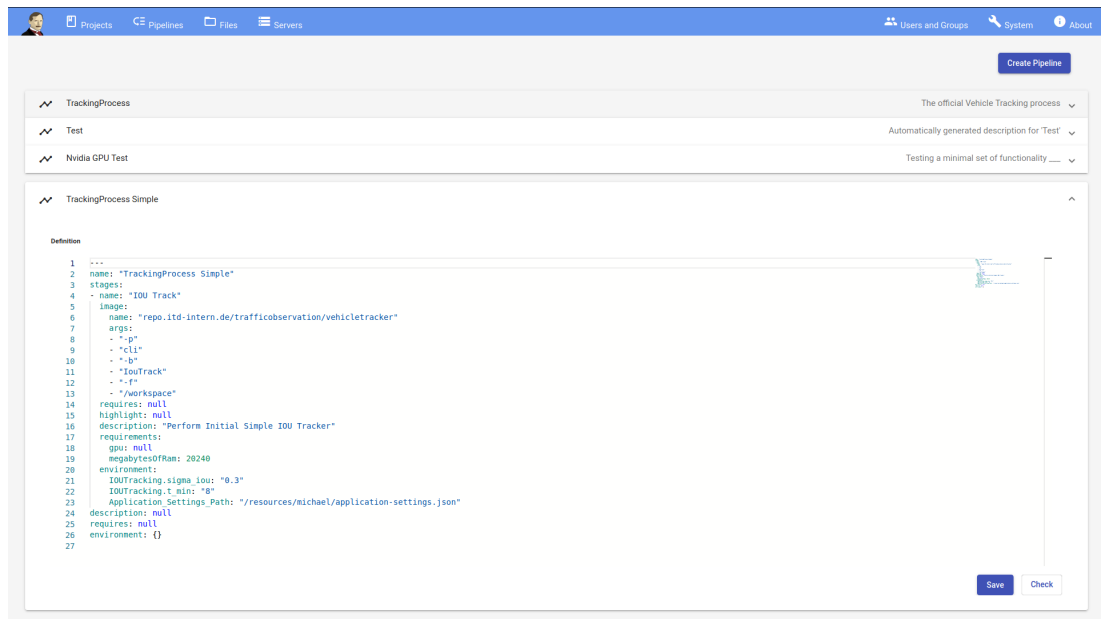 Projects Pipelines Files Servers Users and Groups System About
Create Pipeline
TrackingProcess The official Vehicle Tracking process
Test Automatically generated description for 'Test'
Nvidia GPU Test Testing a minimal set of functionality ___
TrackingProcess Simple
Definition
1 ---
2 name: "TrackingProcess Simple"
3 stages:
4 - name: "IOU Track"
5 image:
6 name: "repo.itd-intern.de/trafficobservation/vehicletracker"
7 args:
8 - "-p"
9 - "cli"
10 - "-b"
11 - "IouTrack"
12 - "-f"
13 - "/workspace"
14 requires: null
15 highlight: null
16 description: "Perform Initial Simple IOU Tracker"
17 requirements:
18 gpu: null
19 megabytesOfRam: 20240
20 environment:
21 IOUTracking.sigma_iou: "0.3"
22 IOUTracking.t_min: "8"
23 Application_Settings_Path: "/resources/michael/application-settings.json"
24 description: null
25 requires: null
26 environment: {}
27
Save Check